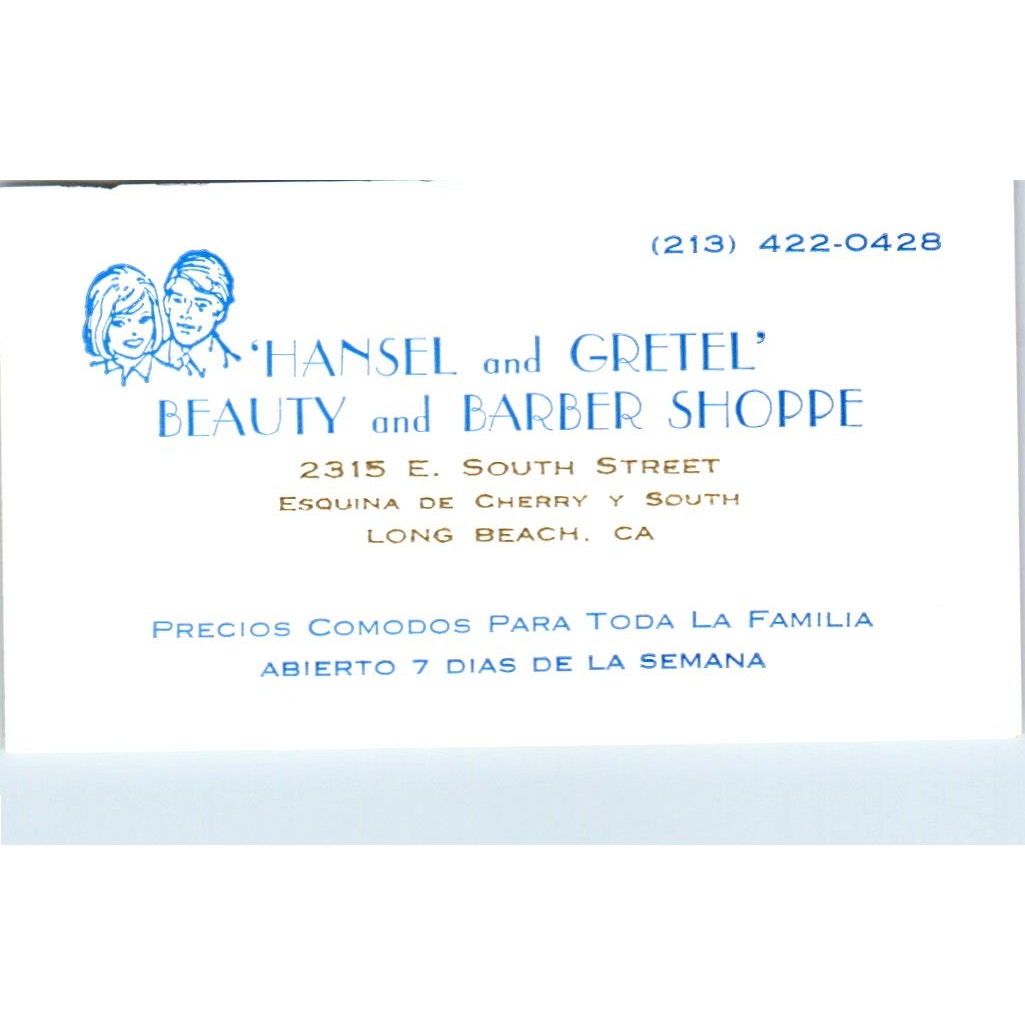 (213) 422-0428
'HANSEL and GRETEL'
BEAUTY and BARBER SHOPPE
2315 E. SOUTH STREET
ESQUINA DE CHERRY Y SOUTH
LONG BEACH, CA
PRECIOS COMODOS PARA TODA LA FAMILIA
ABIERTO 7 DIAS DE LA SEMANA